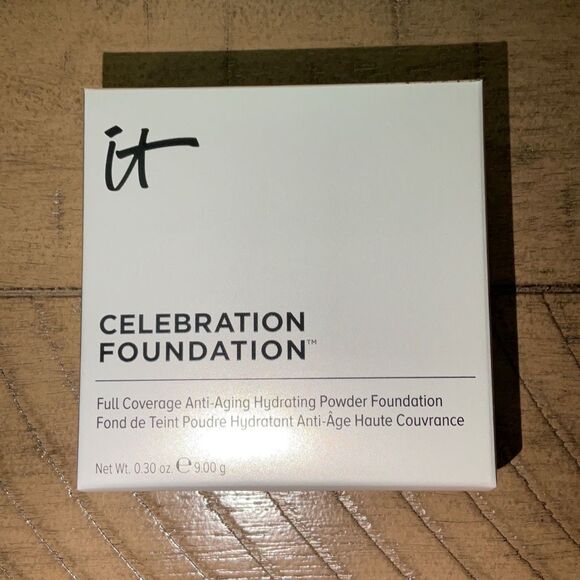 it
CELEBRATION
FOUNDATION™
Full Coverage Anti-Aging Hydrating Powder Foundation
Fond de Teint Poudre Hydratant Anti-Âge Haute Couvrance
Net Wt. 0.30 oz. ℮ 9.00 g